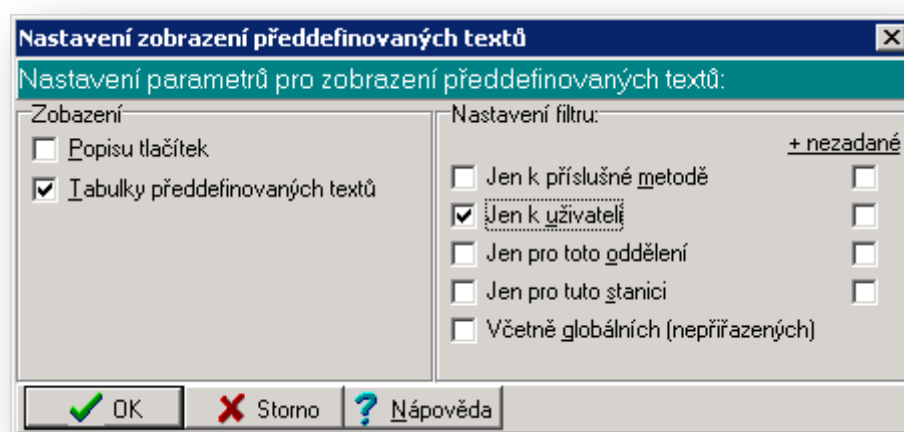 Nastavení zobrazení předdefinovaných textů
Nastavení parametrů pro zobrazení předdefinovaných textů:
Zobazení
Popisu tlačítek
Tabulky předdefinovaných textů
Nastavení filtru:
+ nezadané
Jen k příslušné metodě
Jen k uživateli
Jen pro toto oddělení
Jen pro tuto stanici
Včetně globálních (nepřiřazených)
OK
Storno
Nápověda